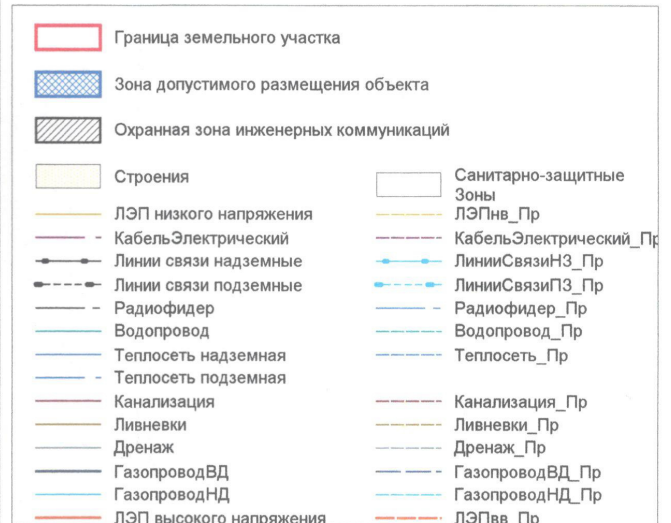 Граница земельного участка
Зона допустимого размещения объекта
Охранная зона инженерных коммуникаций
Строения
Санитарно-защитные
Зоны
ЛЭП низкого напряжения
ЛЭПнв_Пр
КабельЭлектрический
КабельЭлектрический_Пр
Линии связи надземные
ЛинииСвязиНЗ_Пр
Линии связи подземные
ЛинииСвязиПЗ_Пр
Радиофидер
Радиофидер_Пр
Водопровод
Водопровод_Пр
Теплосеть надземная
Теплосеть_Пр
Теплосеть подземная
Канализация
Канализация_Пр
Ливневки
Ливневки_Пр
Дренаж
Дренаж_Пр
ГазопроводВД
ГазопроводВД_Пр
ГазопроводНД
ГазопроводНД_Пр
ЛЭП высокого напряжения
ЛЭПвв_Пр